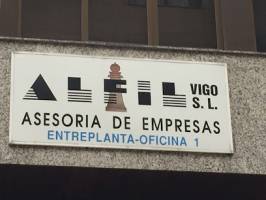 ALFIL VIGO S.L.
ASESORIA DE EMPRESAS
ENTREPLANTA-OFICINA 1